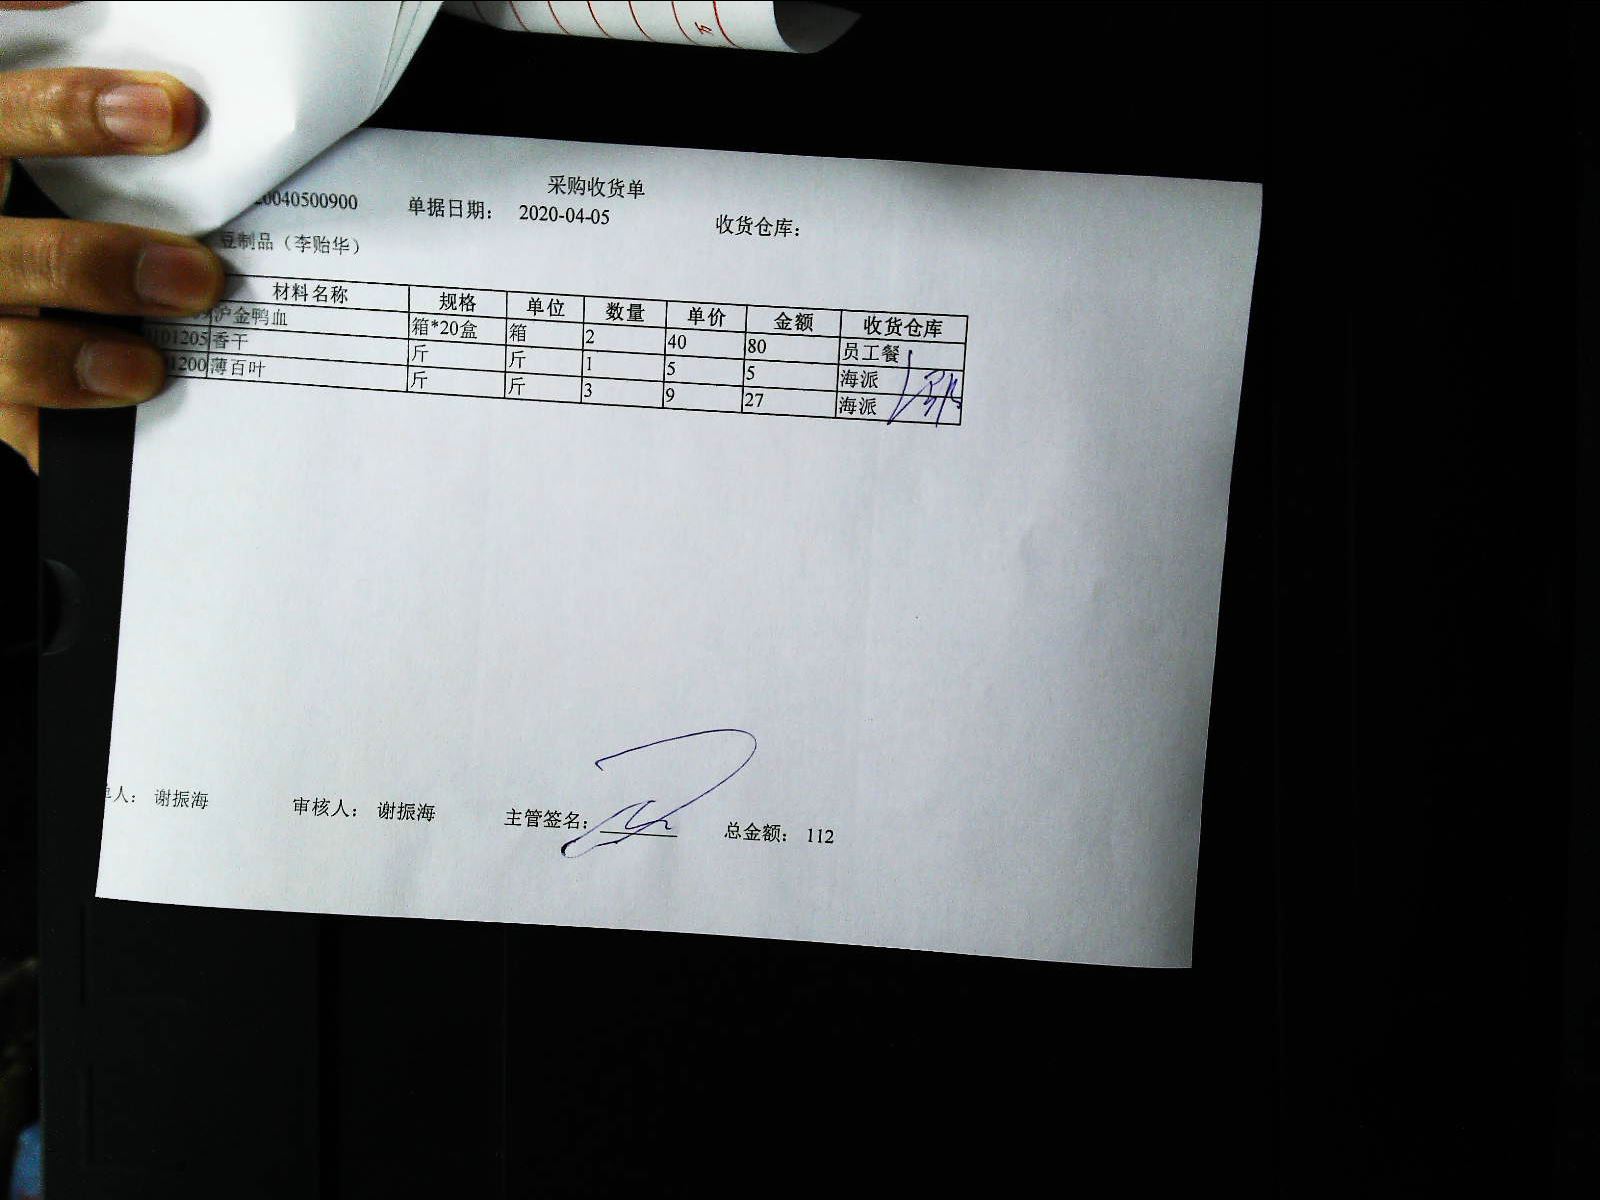 采购收货单
20040500900 单据日期: 2020-04-05 收货仓库:
豆制品（李贻华）
材料名称 规格 单位 数量 单价 金额 收货仓库
沪金鸭血 箱*20盒 箱 2 40 80 员工餐
101205 香干 斤 斤 1 5 5 海派
1200 薄百叶 斤 斤 3 9 27 海派
人: 谢振海 审核人: 谢振海 主管签名: 总金额: 112